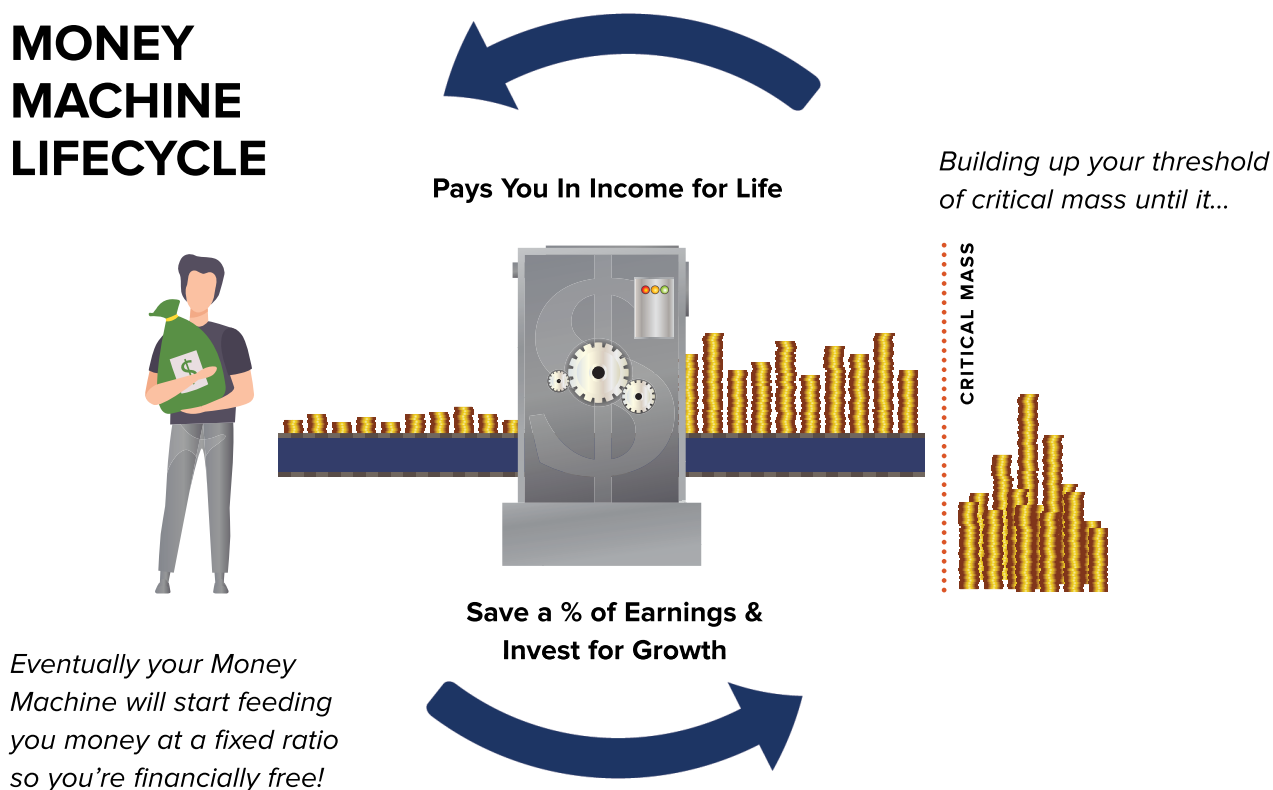 MONEY
MACHINE
LIFECYCLE
Pays You In Income for Life
Building up your threshold
of critical mass until it...
CRITICAL MASS
$
$
Save a % of Earnings &
Invest for Growth
Eventually your Money
Machine will start feeding
you money at a fixed ratio
so you’re financially free!